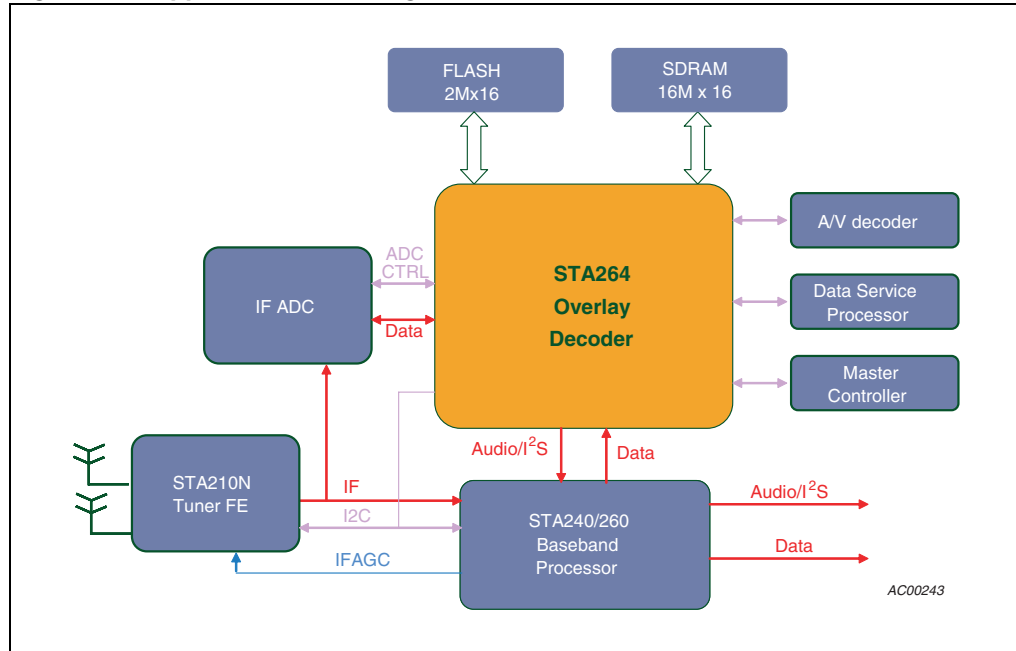 FLASH
2Mx16
SDRAM
16M x 16
A/V decoder
ADC
CTRL
STA264
Overlay
Decoder
IF ADC
Data
Data Service
Processor
Master
Controller
Audio/I²S
Data
STA210N
Tuner FE
IF
I2C
IFAGC
STA240/260
Baseband
Processor
Audio/I²S
Data
AC00243